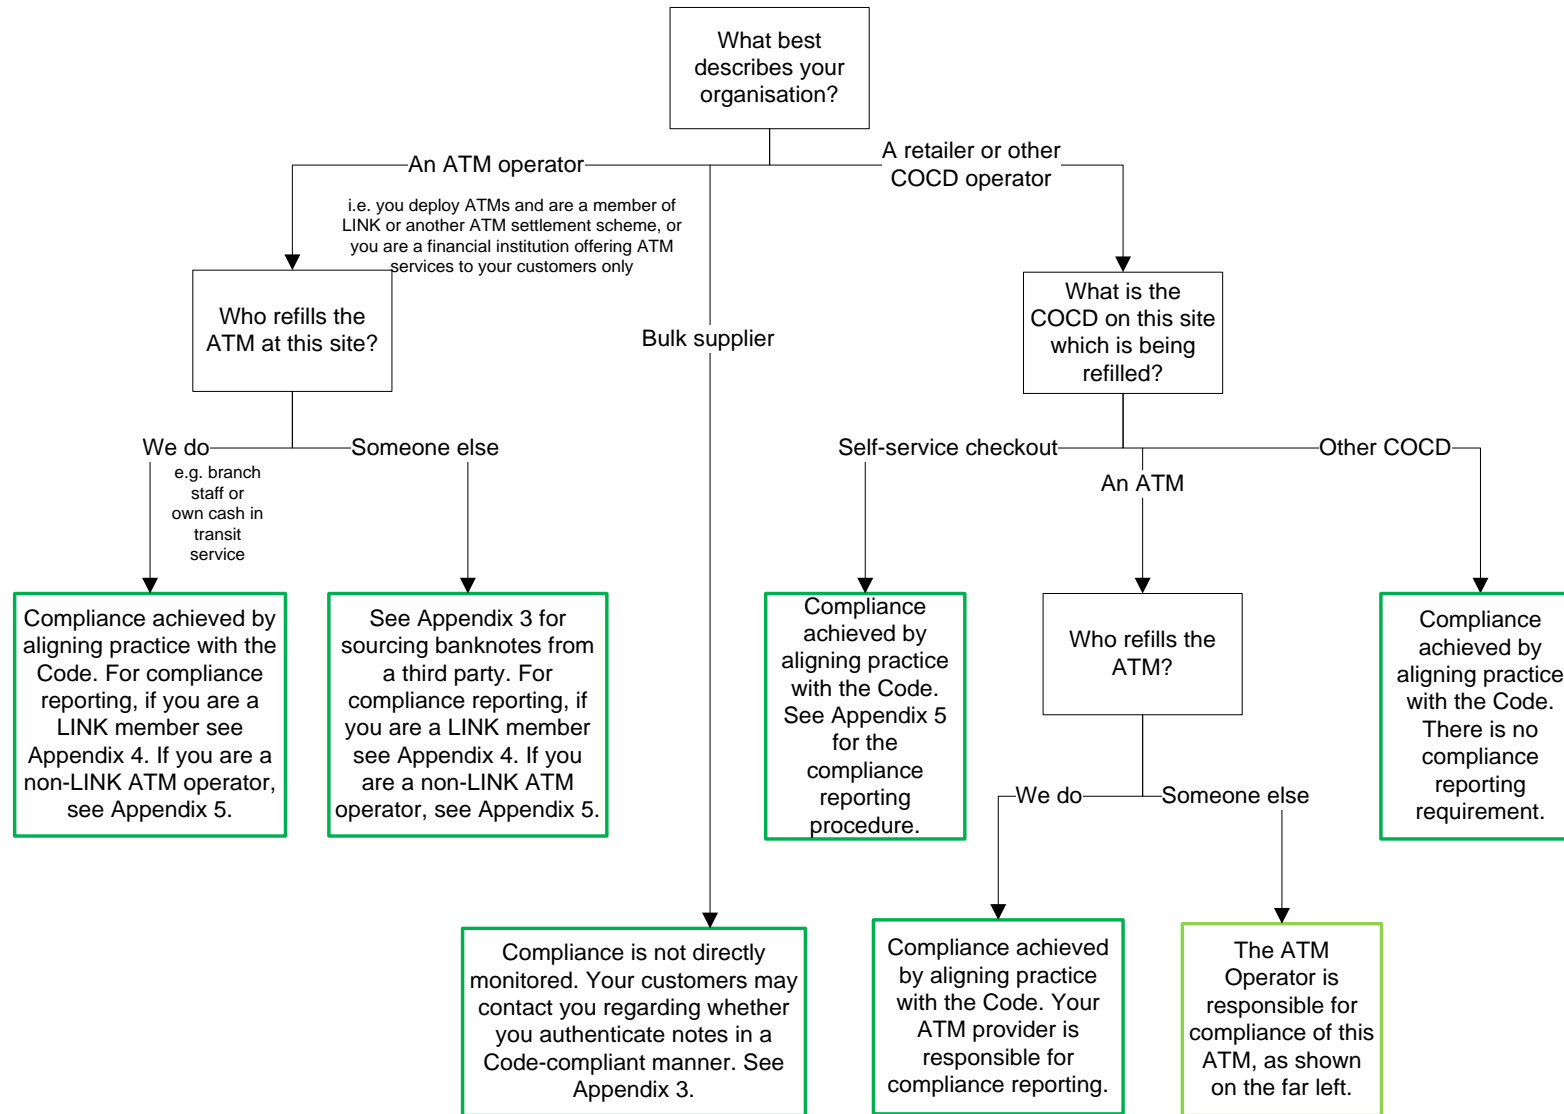 What best
describes your
organisation?
An ATM operator
A retailer or other
COCD operator
i.e. you deploy ATMs and are a member of
LINK or another ATM settlement scheme, or
you are a financial institution offering ATM
services to your customers only
Who refills the
ATM at this site?
Bulk supplier
What is the
COCD on this site
which is being
refilled?
We do
e.g. branch
staff or
own cash in
transit
service
Someone else
Self-service checkout
An ATM
Other COCD
Compliance achieved by
aligning practice with the
Code. For compliance
reporting, if you are a
LINK member see
Appendix 4. If you are a
non-LINK ATM operator,
see Appendix 5.
See Appendix 3 for
sourcing banknotes from
a third party. For
compliance reporting, if
you are a LINK member
see Appendix 4. If you
are a non-LINK ATM
operator, see Appendix 5.
Compliance
achieved by
aligning practice
with the Code.
See Appendix 5
for the
compliance
reporting
procedure.
Who refills the
ATM?
Compliance
achieved by
aligning practice
with the Code.
There is no
compliance
reporting
requirement.
We do
Someone else
Compliance is not directly
monitored. Your customers may
contact you regarding whether
you authenticate notes in a
Code-compliant manner. See
Appendix 3.
Compliance achieved
by aligning practice
with the Code. Your
ATM provider is
responsible for
compliance reporting.
The ATM
Operator is
responsible for
compliance of this
ATM, as shown
on the far left.